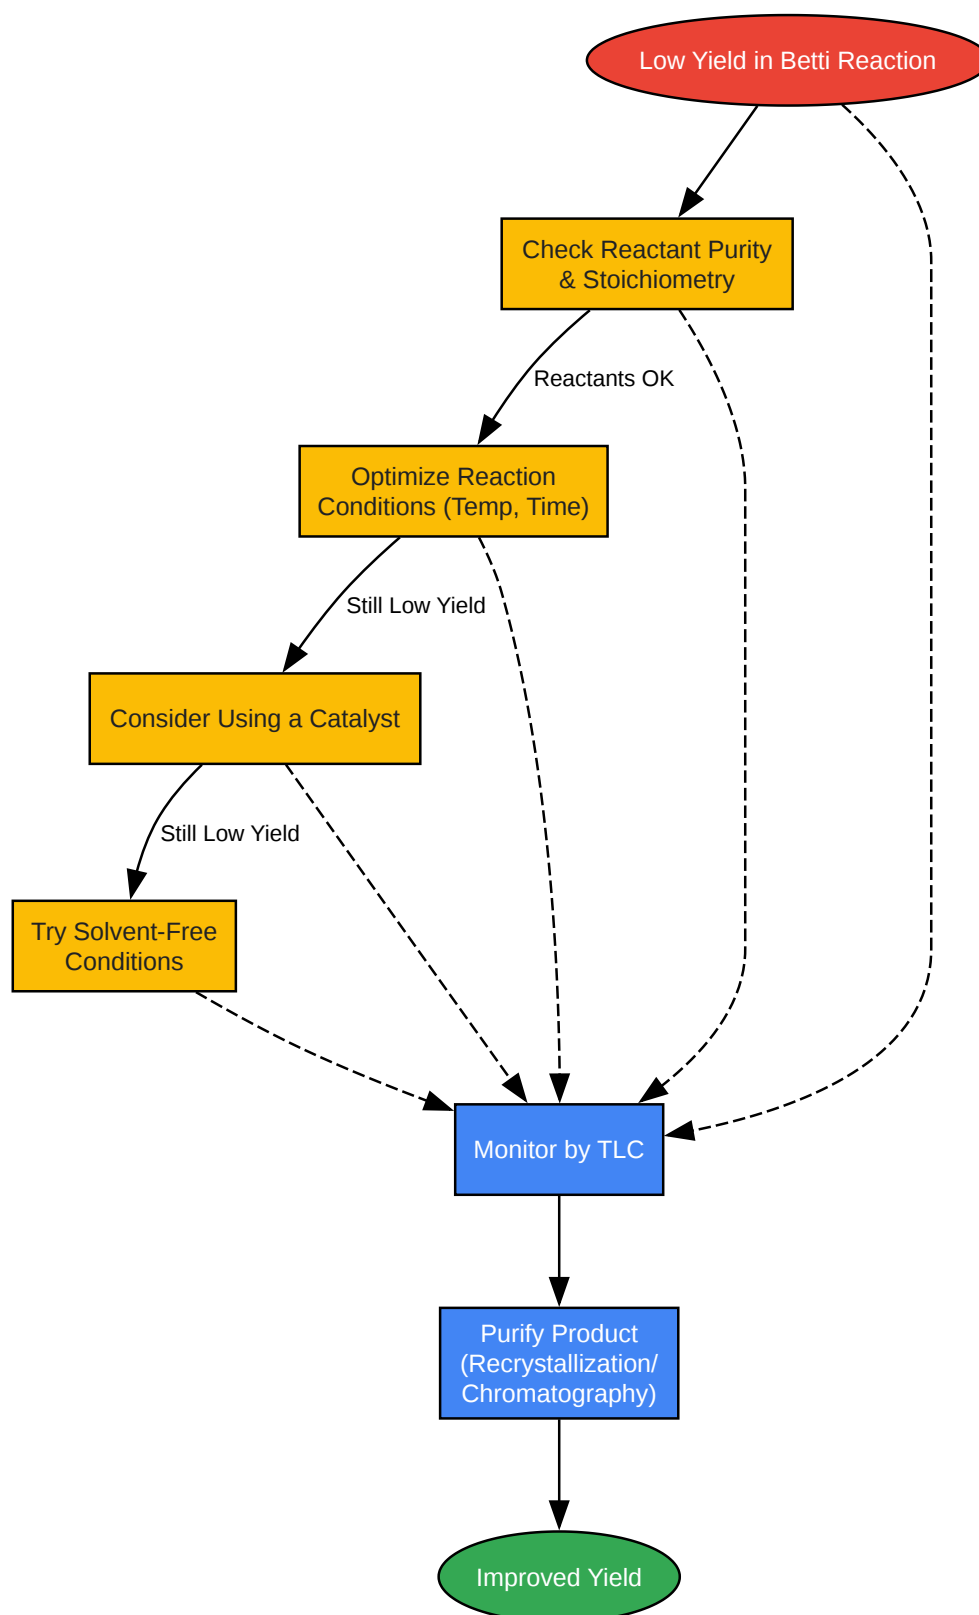 Low Yield in Betti Reaction
Check Reactant Purity
& Stoichiometry
Reactants OK
Optimize Reaction
Conditions (Temp, Time)
Still Low Yield
Consider Using a Catalyst
Still Low Yield
Try Solvent-Free
Conditions
Monitor by TLC
Purify Product
(Recrystallization/
Chromatography)
Improved Yield